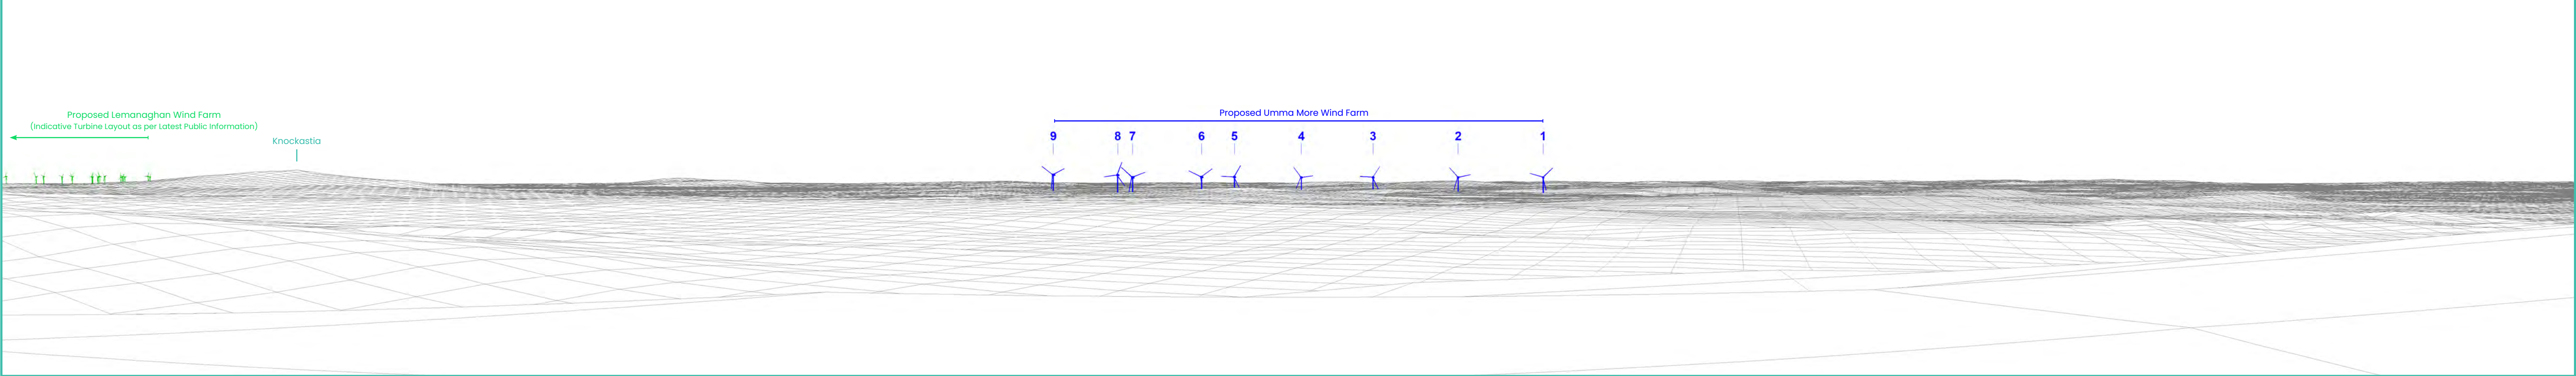 Proposed Lemanaghan Wind Farm
(Indicative Turbine Layout as per Latest Public Information)
Knockastia
Proposed Umma More Wind Farm
9 8 7 6 5 4 3 2 1